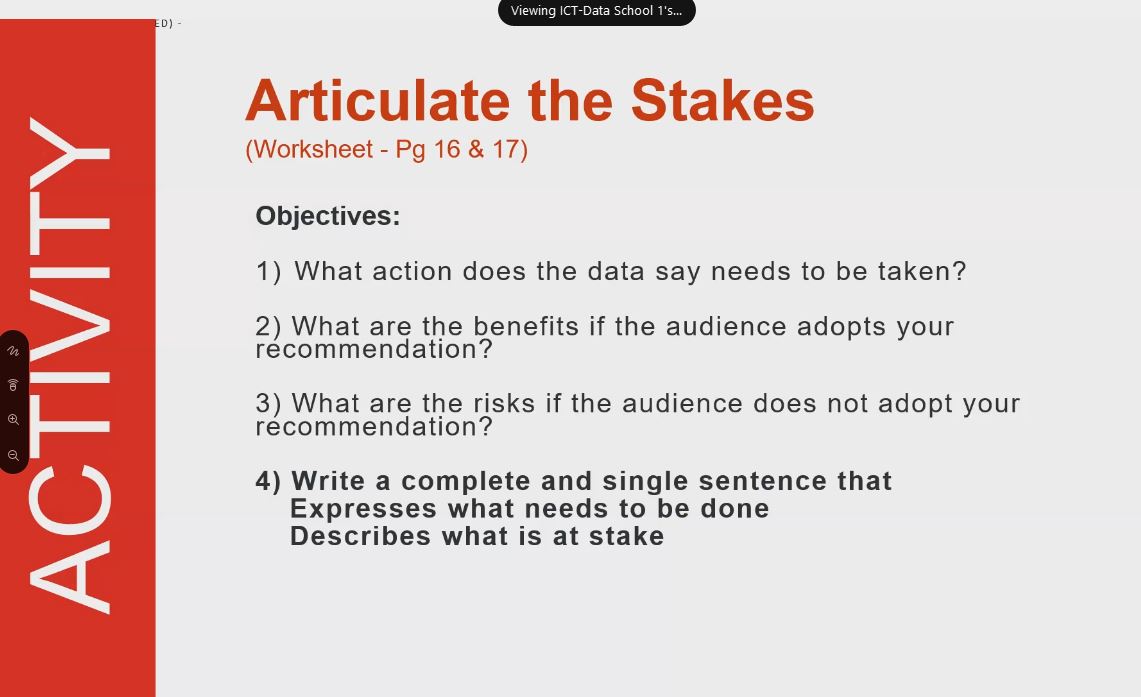 Viewing ICT-Data School 1's...
ED) -
ACTIVITY
Articulate the Stakes
(Worksheet - Pg 16 & 17)
Objectives:
1) What action does the data say needs to be taken?
2) What are the benefits if the audience adopts your
recommendation?
3) What are the risks if the audience does not adopt your
recommendation?
4) Write a complete and single sentence that
Expresses what needs to be done
Describes what is at stake